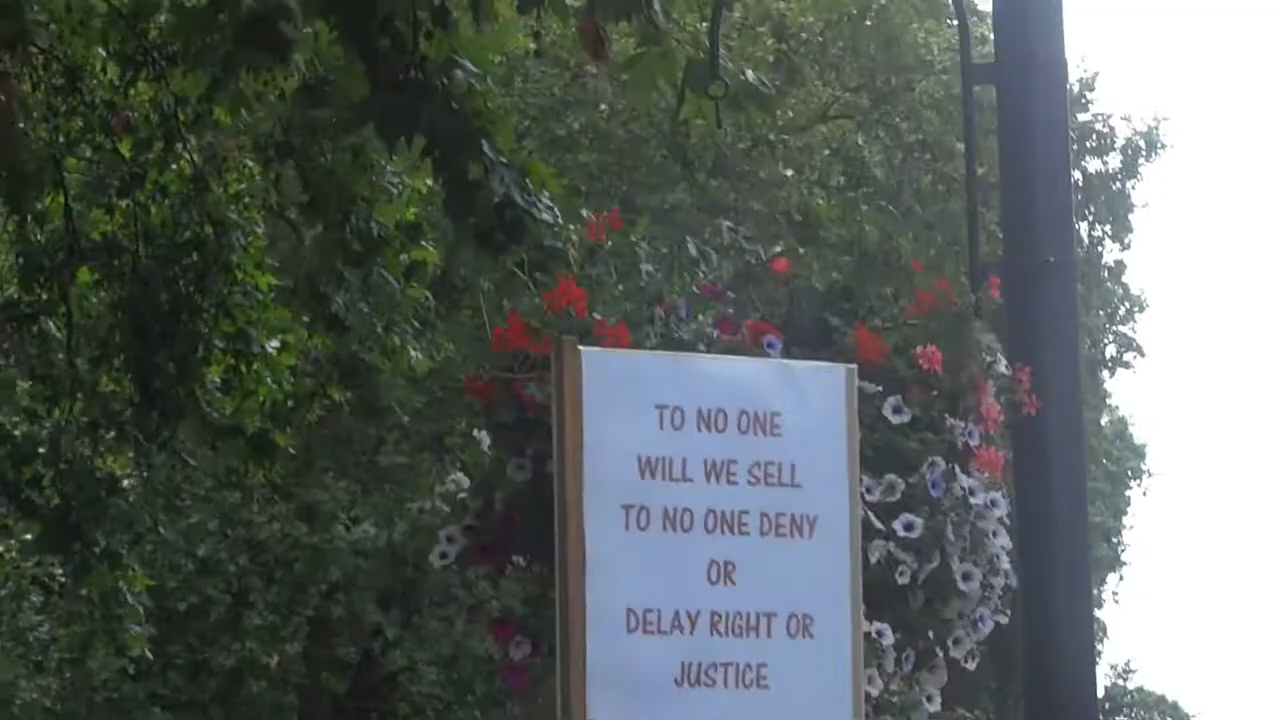 TO NO ONE
WILL WE SELL
TO NO ONE DENY
OR
DELAY RIGHT OR
JUSTICE